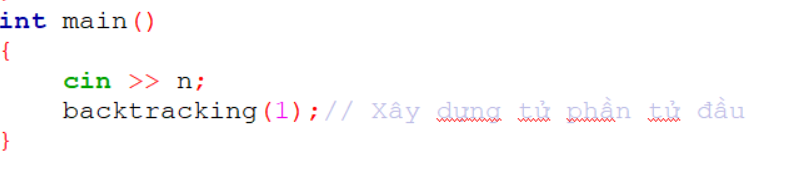 int main()
{
cin >> n;
backtracking(1);// Xây dựng tử phần tử đầu
}